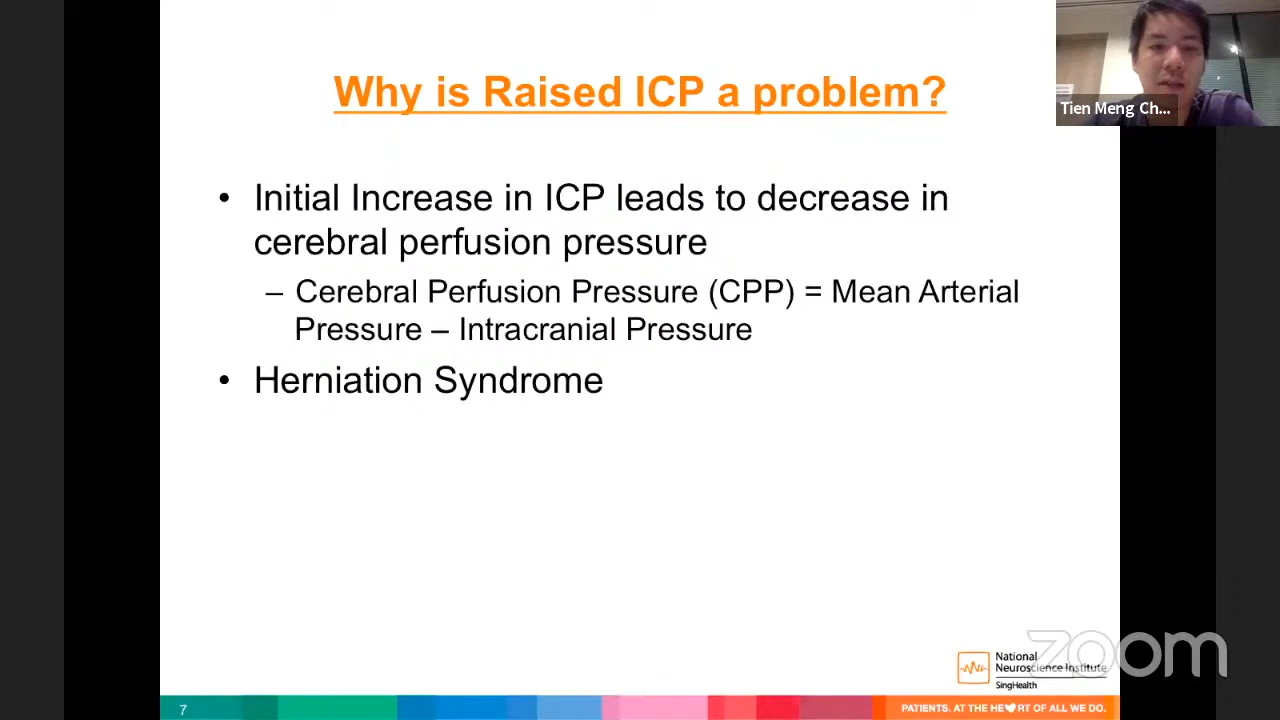 Why is Raised ICP a problem?
Tien Meng Ch...
• Initial Increase in ICP leads to decrease in
cerebral perfusion pressure
– Cerebral Perfusion Pressure (CPP) = Mean Arterial
Pressure – Intracranial Pressure
• Herniation Syndrome
zoom
National
Neuroscience Institute
SingHealth
7
PATIENTS. AT THE HE♥RT OF ALL WE DO.